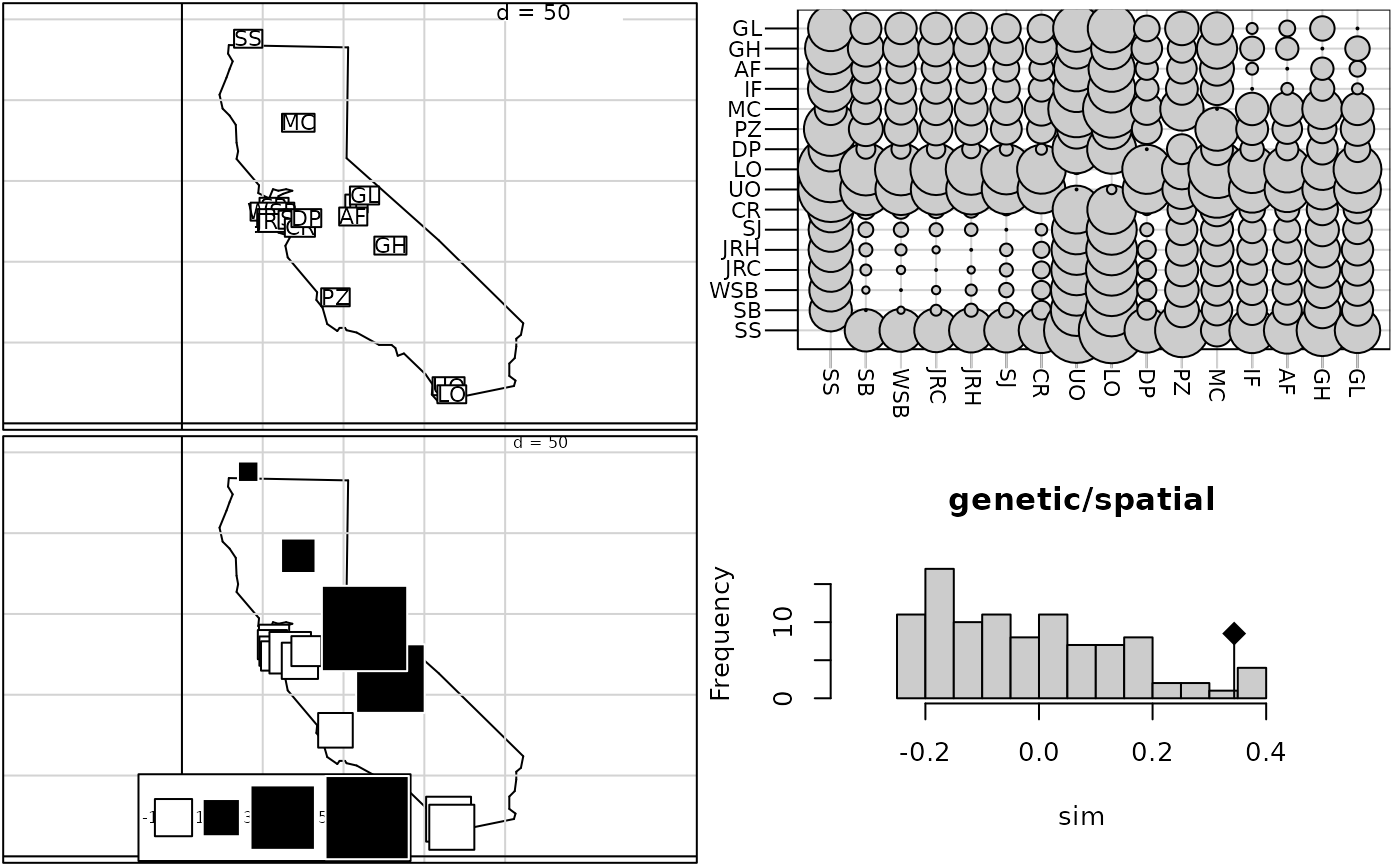 d = 50
SS
MC
GL
AF
DP
CR
GH
PZ
LO
GL
GH
AF
IF
MC
PZ
DP
LO
UO
CR
SJ
JRH
JRC
WSB
SB
SS
SS
SB
WSB
JRC
JRH
SJ
CR
UO
LO
DP
PZ
MC
IF
AF
GH
GL
d = 50
genetic/spatial
Frequency
0
10
-0.2 0.0 0.2 0.4
sim